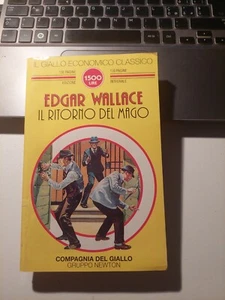 IL GIALLO ECONOMICO CLASSICO
1500
LIRE
EDGAR WALLACE
IL RITORNO DEL MAGO
COMPAGNIA DEL GIALLO
GRUPPO NEWTON